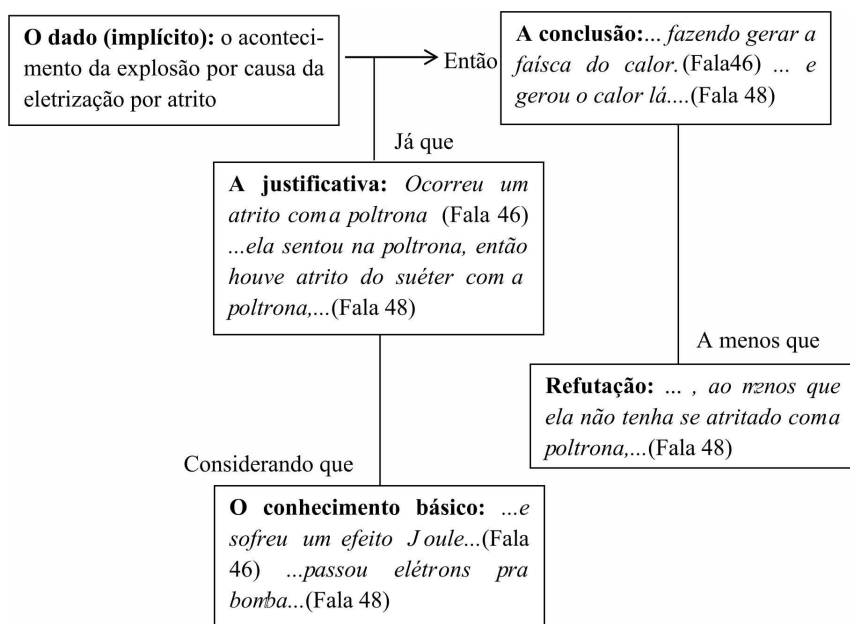 O dado (implícito): o aconteci-
mento da explosão por causa da
eletrização por atrito
Então
A conclusão:... fazendo gerar a
faísca do calor. (Fala46) ... e
gerou o calor lá....(Fala 48)
Já que
A justificativa: Ocorreu um
atrito com a poltrona (Fala 46)
...ela sentou na poltrona, então
houve atrito do suéter com a
poltrona,...(Fala 48)
A menos que
Refutação: ... , ao menos que
ela não tenha se atritado com a
poltrona,...(Fala 48)
Considerando que
O conhecimento básico: ...e
sofreu um efeito Joule...(Fala
46) ...passou elétrons pra
bomba...(Fala 48)